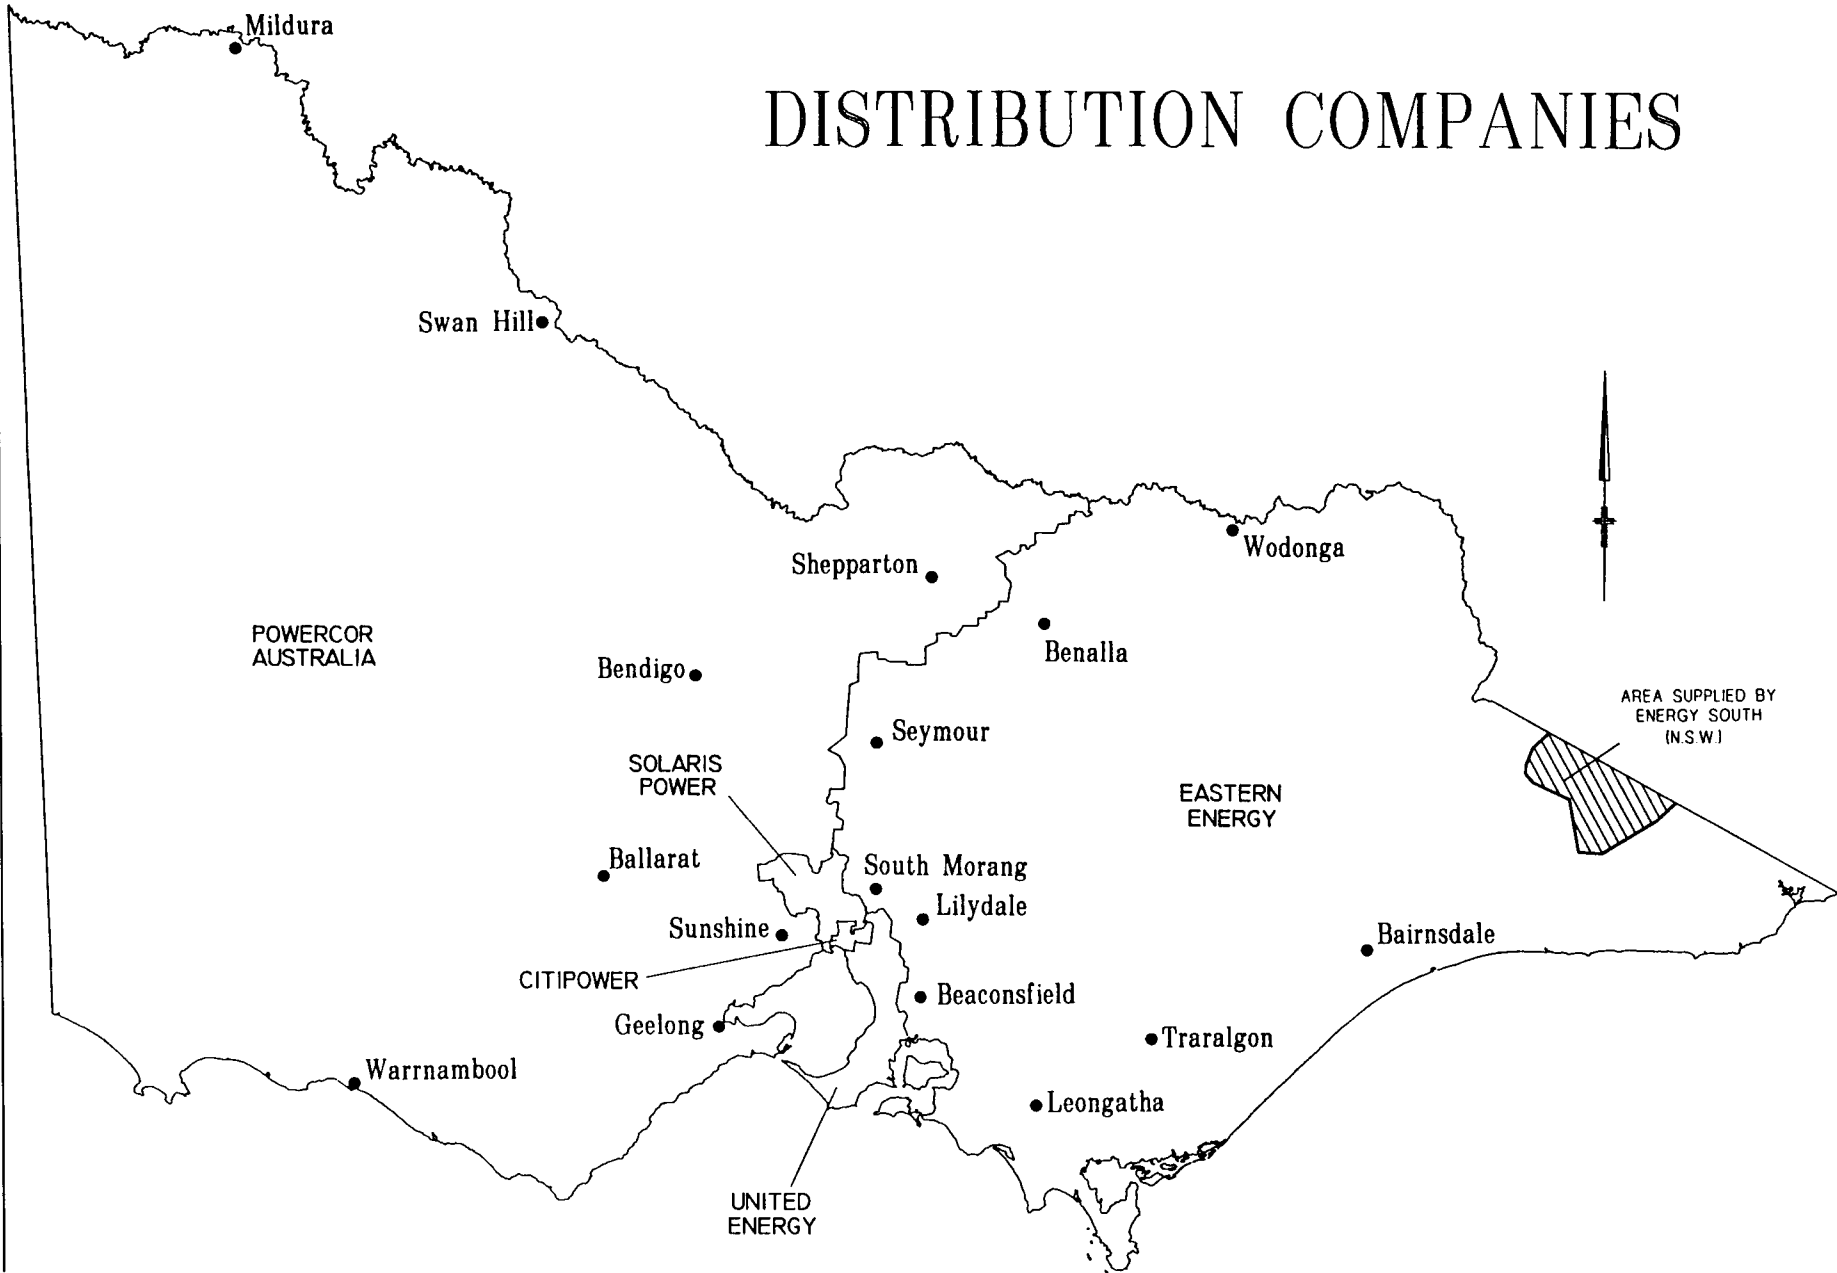 Mildura
DISTRIBUTION COMPANIES
Swan Hill
Wodonga
Shepparton
POWERCOR
AUSTRALIA
Benalla
Bendigo
AREA SUPPLIED BY
ENERGY SOUTH
(N.S.W.)
Seymour
SOLARIS
POWER
EASTERN
ENERGY
Ballarat
South Morang
Lilydale
Sunshine
Bairnsdale
CITIPOWER
Beaconsfield
Geelong
Traralgon
Warrnambool
Leongatha
UNITED
ENERGY